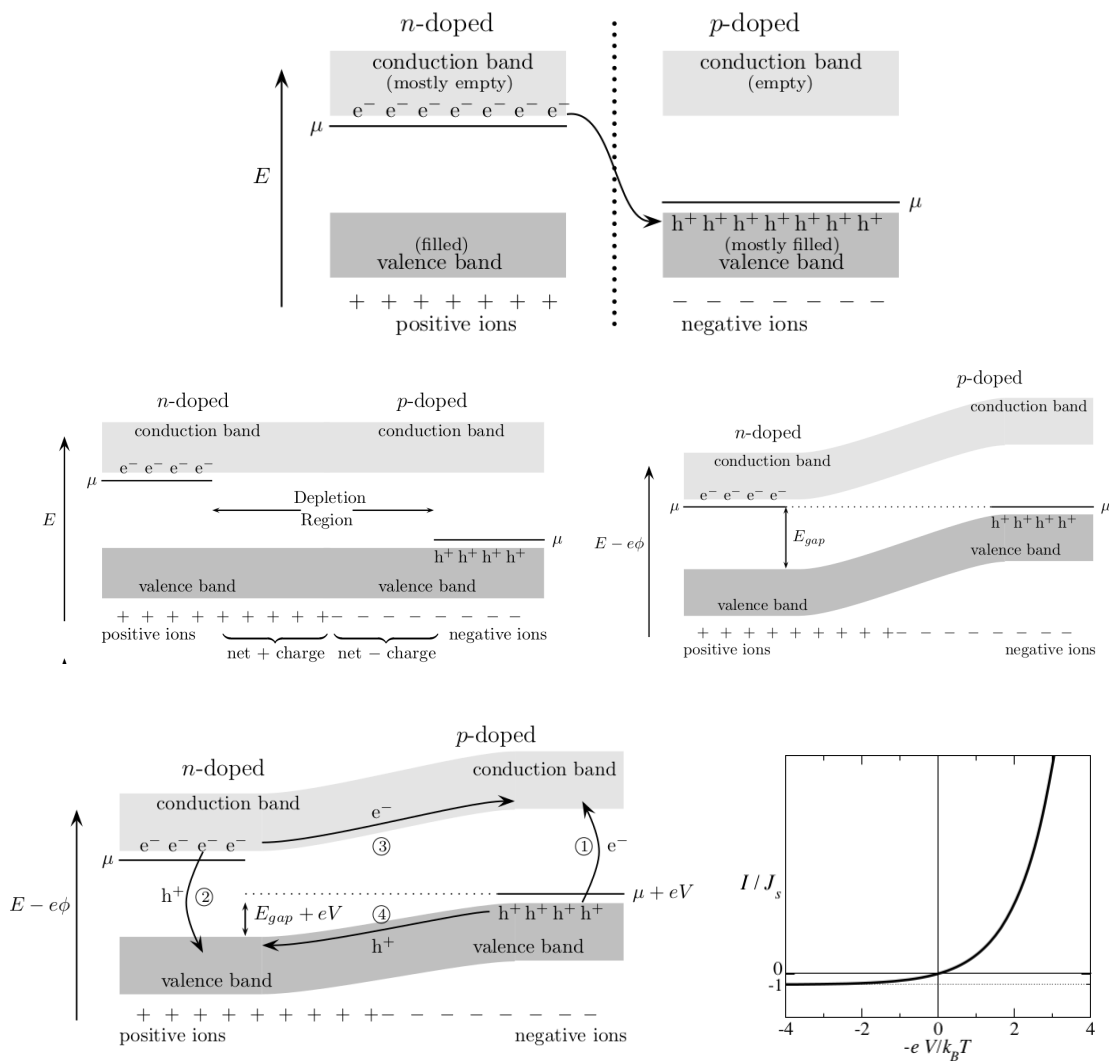 n-doped p-doped
conduction band conduction band
(mostly empty) (empty)
e⁻ e⁻ e⁻ e⁻ e⁻ e⁻ e⁻
μ
E
μ
h⁺ h⁺ h⁺ h⁺ h⁺ h⁺ h⁺
(filled) (mostly filled)
valence band valence band
+ + + + + + + − − − − − − −
positive ions negative ions
n-doped p-doped
conduction band conduction band
e⁻ e⁻ e⁻ e⁻
μ
E
Depletion
Region
μ
h⁺ h⁺ h⁺ h⁺
valence band valence band
+ + + + + + + + + − − − − − − − − −
positive ions negative ions
net + charge net − charge
p-doped
conduction band
n-doped
conduction band
e⁻ e⁻ e⁻ e⁻
μ μ
h⁺ h⁺ h⁺ h⁺
E − eϕ
E_gap
valence band
valence band
+ + + + + + + + + − − − − − − − − −
positive ions negative ions
p-doped
n-doped
conduction band
conduction band
e⁻
e⁻ e⁻ e⁻ e⁻
③ ① e⁻
μ
h⁺ ②
μ + eV
E − eϕ
E_gap + eV ④ h⁺ h⁺ h⁺ h⁺
h⁺
valence band
valence band
+ + + + + + + + + − − − − − − − − −
positive ions negative ions
I / J_s
0
-1
-4 -2 0 2 4
-e V/k_B T